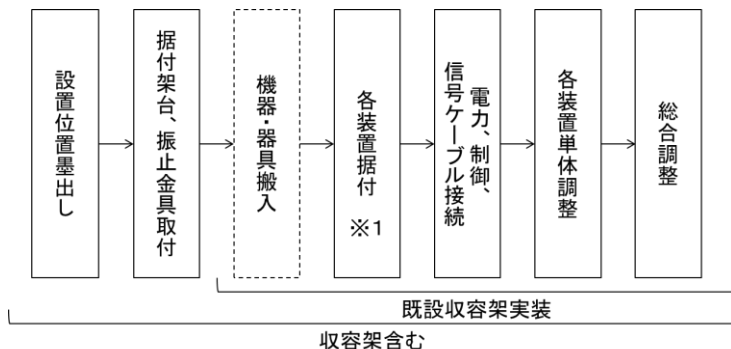 設置位置墨出し
据付架台、振止金具取付
機器・器具搬入
各装置据付
※1
電力、制御、
信号ケーブル接続
各装置単体調整
総合調整
既設収容架実装
収容架含む